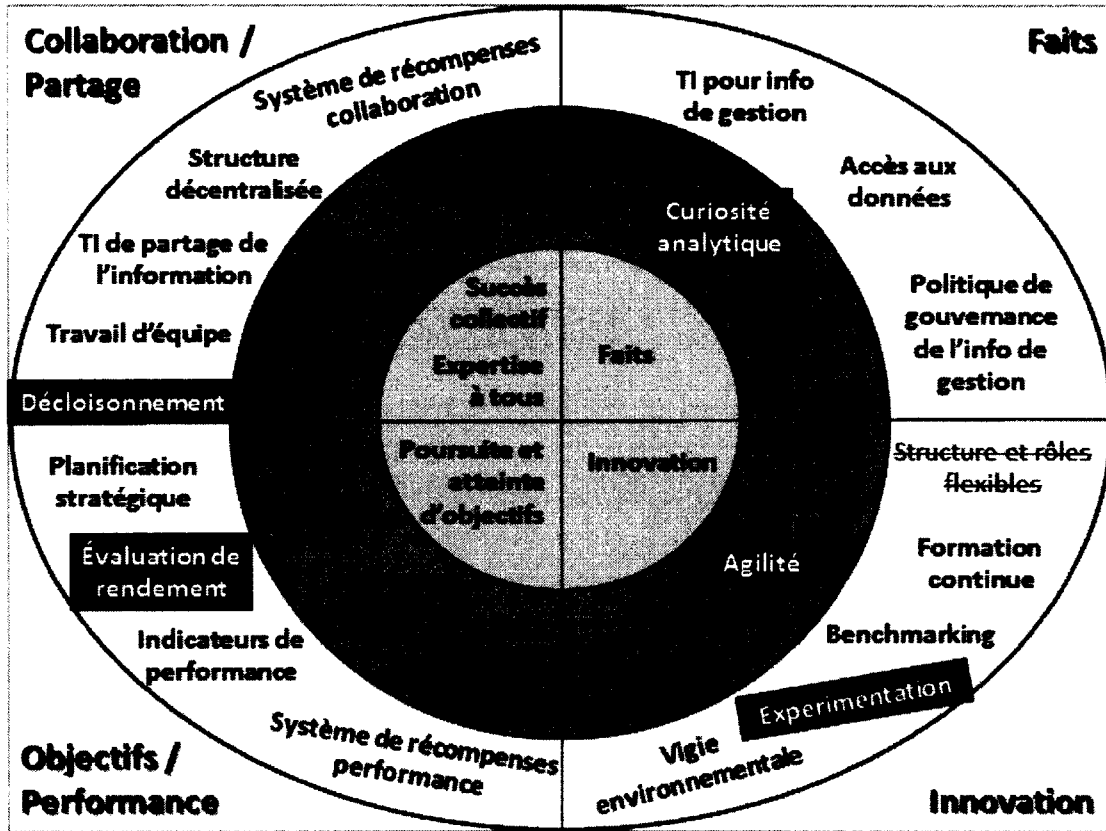 Collaboration /
Partage
Système de récompenses
collaboration
Structure
décentralisée
TI de partage de
l'information
Travail d'équipe
Décloisonnement
Faits
TI pour info
de gestion
Accès aux
données
Politique de
gouvernance
de l'info de
gestion
Curiosité
analytique
Succès
collectif
Expertise
à tous
Faits
Poursuite et
atteinte
d'objectifs
Innovation
Agilité
Planification
stratégique
Évaluation de
rendement
Indicateurs de
performance
Système de récompenses
performance
Objectifs /
Performance
Structure et rôles
flexibles
Formation
continue
Benchmarking
Experimentation
Vigie
environnementale
Innovation